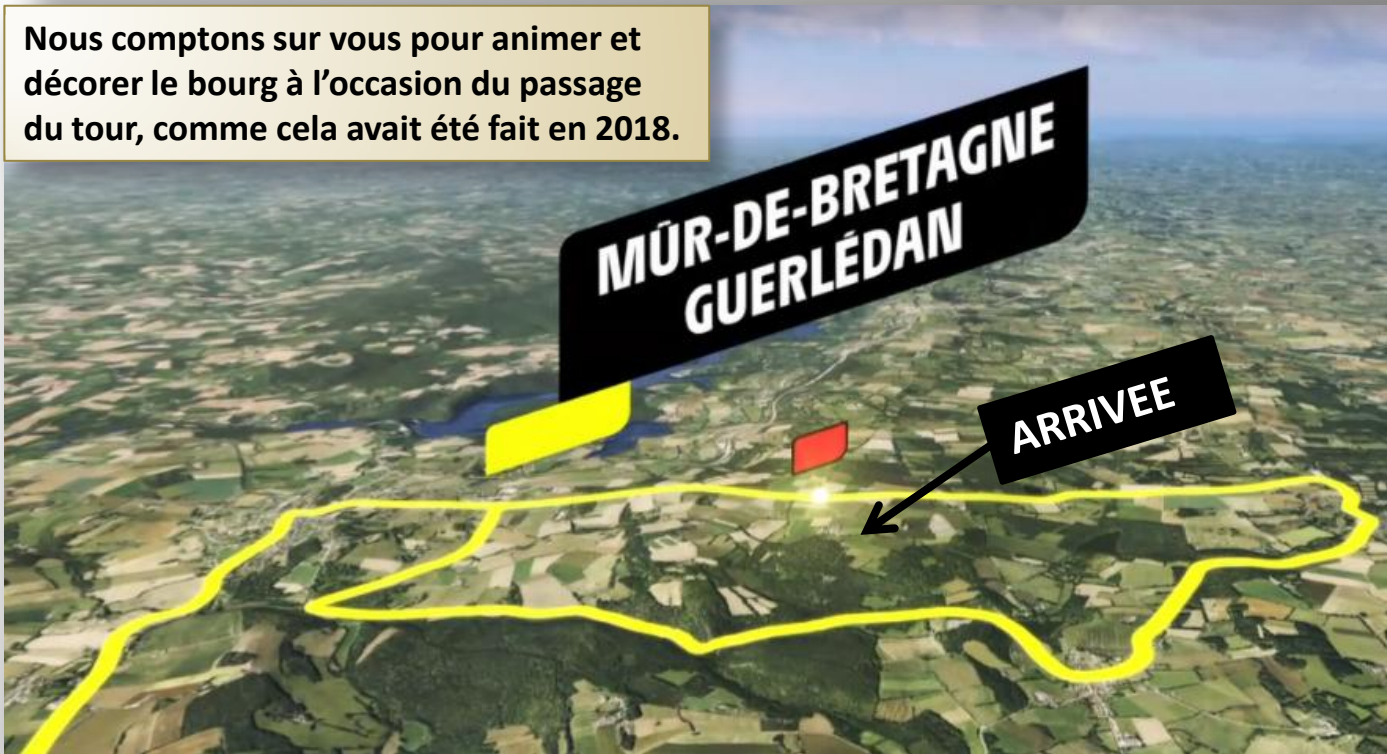 Nous comptons sur vous pour animer et
décorer le bourg à l’occasion du passage
du tour, comme cela avait été fait en 2018.
MÛR-DE-BRETAGNE
GUERLÉDAN
ARRIVEE